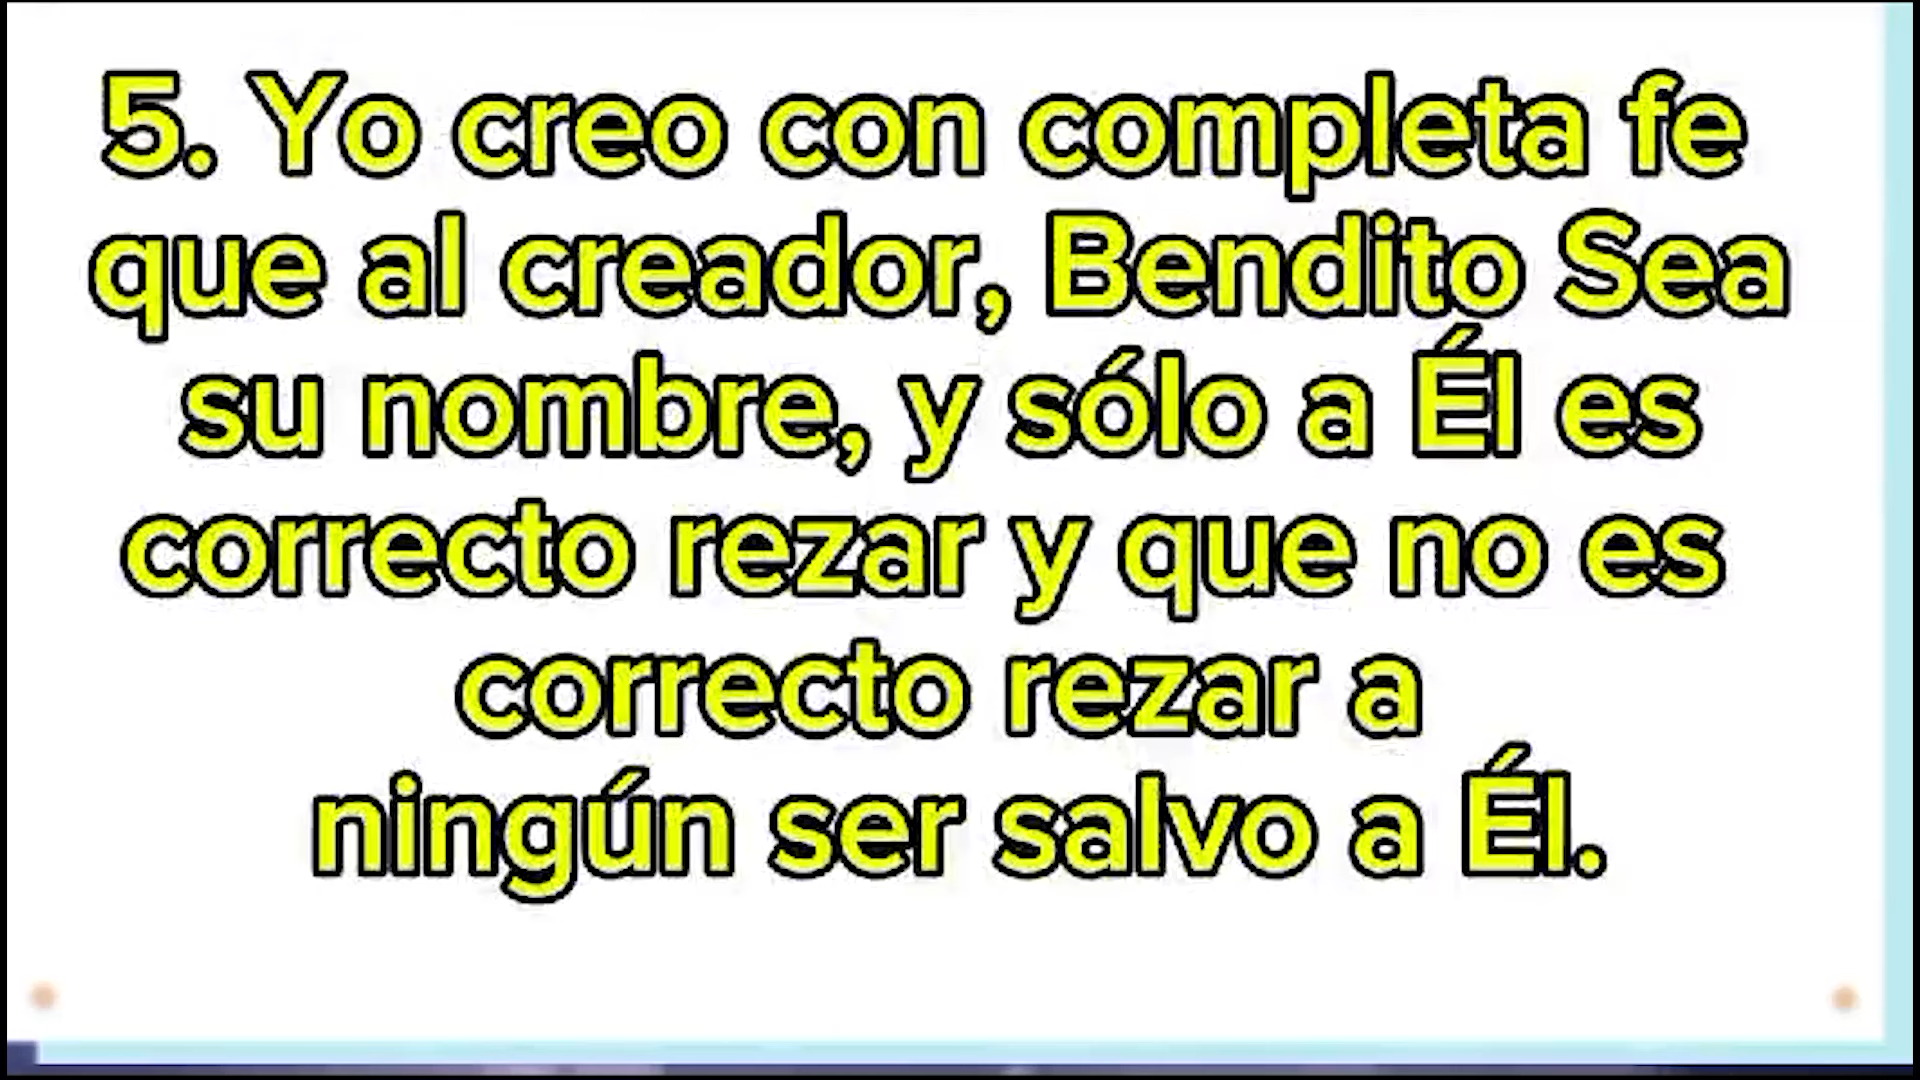 5. Yo creo con completa fe
que al creador, Bendito Sea
su nombre, y sólo a Él es
correcto rezar y que no es
correcto rezar a
ningún ser salvo a Él.